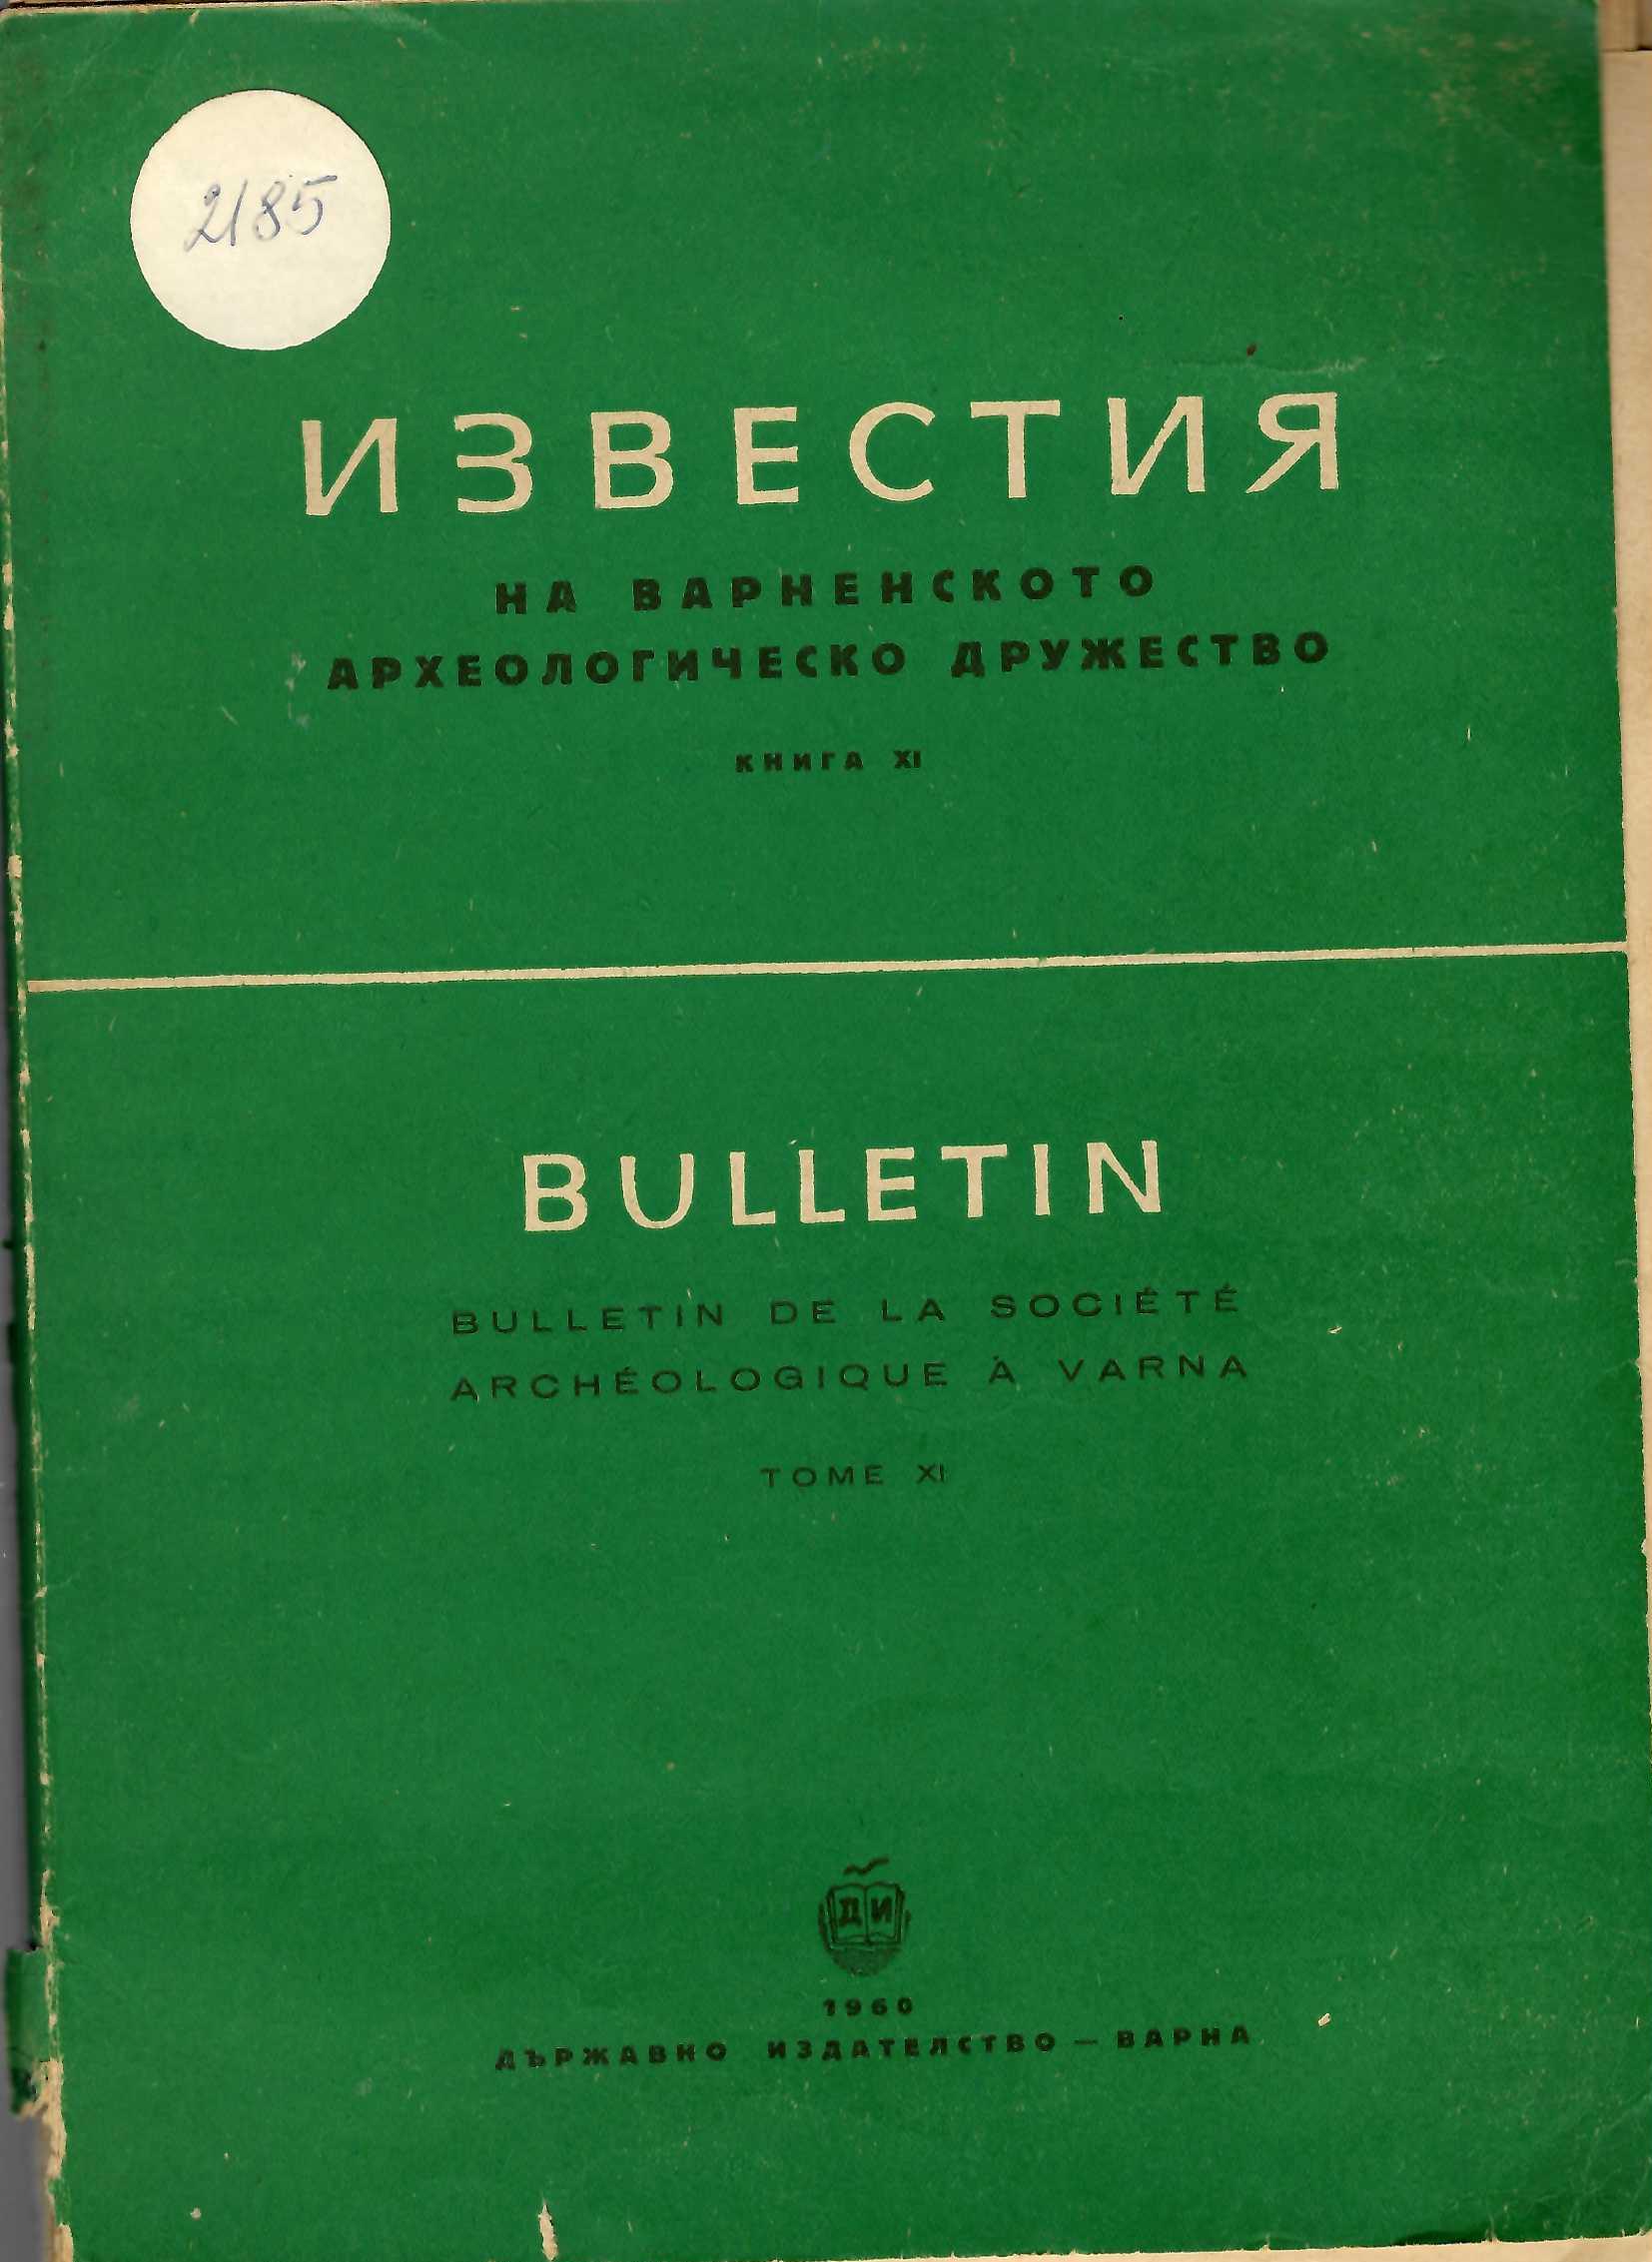 2185
ИЗВЕСТИЯ
НА ВАРНЕНСКОТО
АРХЕОЛОГИЧЕСКО ДРУЖЕСТВО
КНИГА XI
BULLETIN
BULLETIN DE LA SOCIÉTÉ
ARCHÉOLOGIQUE À VARNA
TOME XI
ДИ
1960
ДЪРЖАВНО ИЗДАТЕЛСТВО — ВАРНА